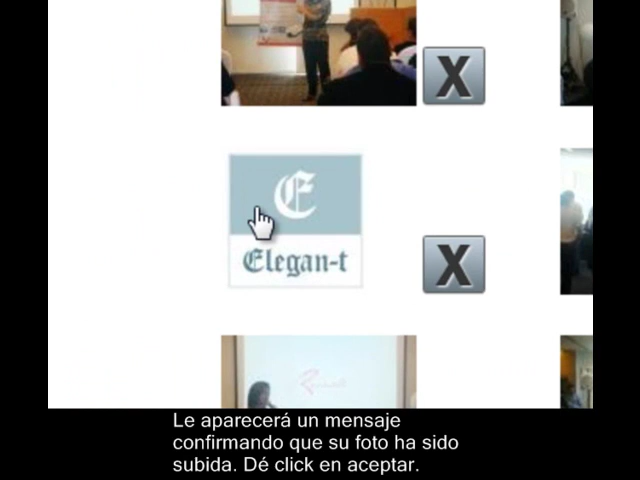 X
E
Elegan-t
X
Le aparecerá un mensaje
confirmando que su foto ha sido
subida. Dé click en aceptar.